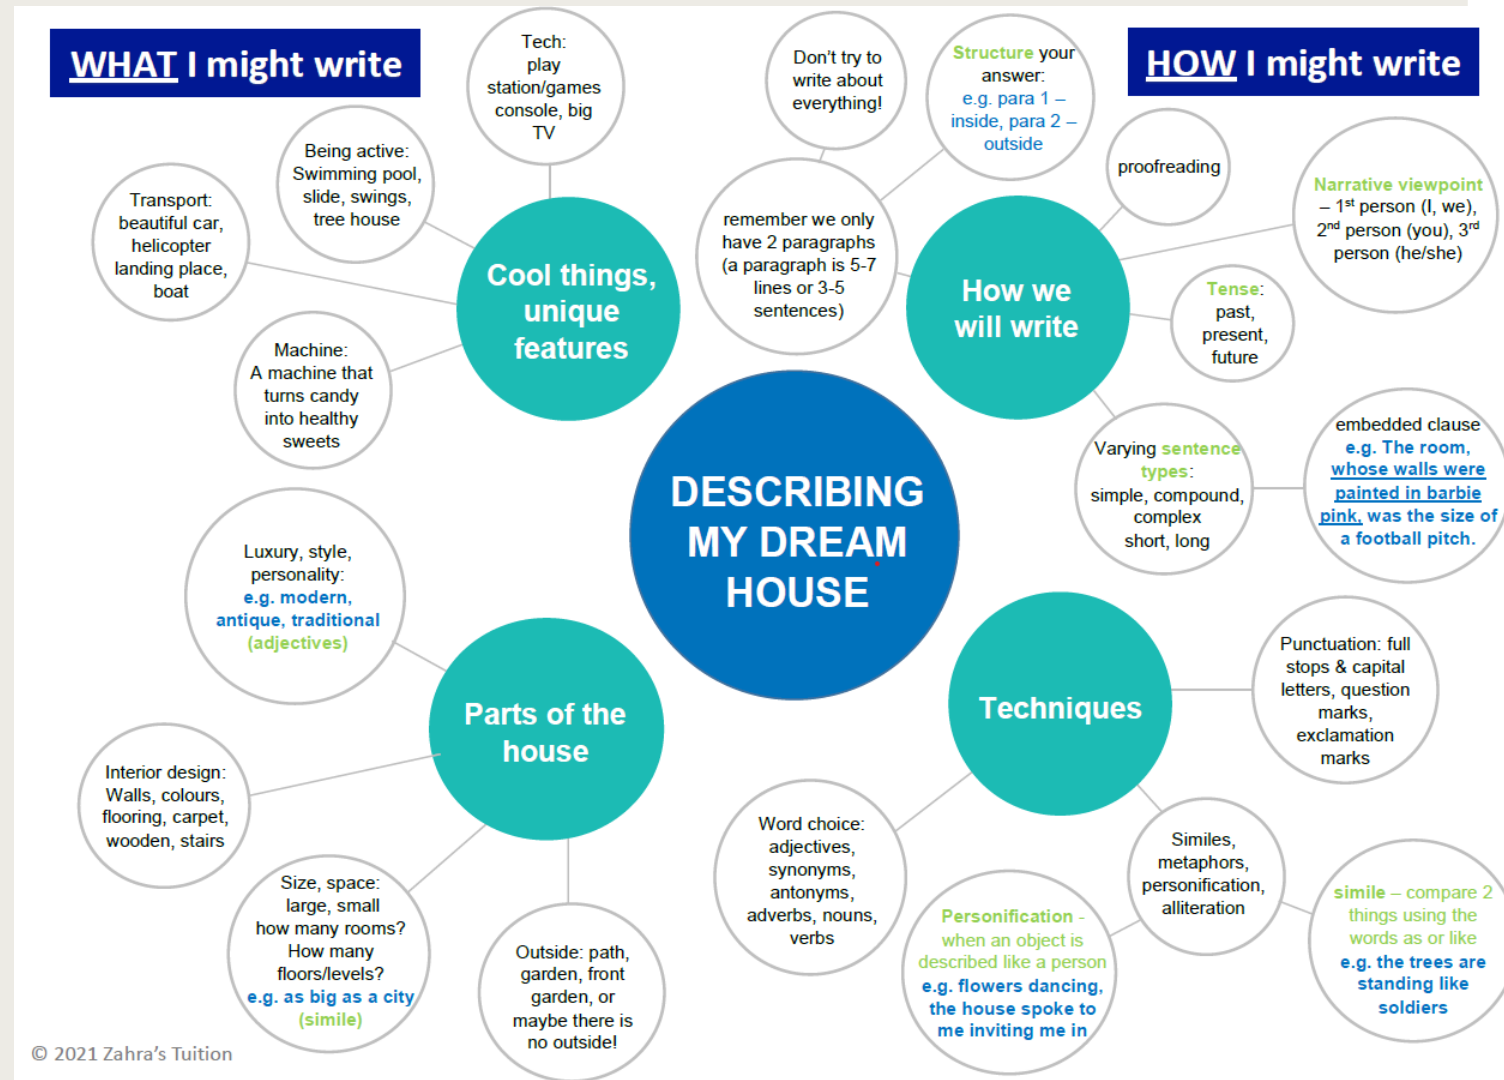 WHAT I might write
HOW I might write
Tech:
play
station/games
console, big
TV
Being active:
Swimming pool,
slide, swings,
tree house
Transport:
beautiful car,
helicopter
landing place,
boat
Machine:
A machine that
turns candy
into healthy
sweets
Cool things,
unique
features
Don't try to
write about
everything!
Structure your
answer:
e.g. para 1 –
inside, para 2 –
outside
remember we only
have 2 paragraphs
(a paragraph is 5-7
lines or 3-5
sentences)
proofreading
Narrative viewpoint
– 1st person (I, we),
2nd person (you), 3rd
person (he/she)
How we
will write
Tense:
past,
present,
future
Varying sentence
types:
simple, compound,
complex
short, long
embedded clause
e.g. The room,
whose walls were
painted in barbie
pink, was the size of
a football pitch.
DESCRIBING
MY DREAM
HOUSE
Luxury, style,
personality:
e.g. modern,
antique, traditional
(adjectives)
Parts of the
house
Interior design:
Walls, colours,
flooring, carpet,
wooden, stairs
Size, space:
large, small
how many rooms?
How many
floors/levels?
e.g. as big as a city
(simile)
Outside: path,
garden, front
garden, or
maybe there is
no outside!
Techniques
Punctuation: full
stops & capital
letters, question
marks,
exclamation
marks
Word choice:
adjectives,
synonyms,
antonyms,
adverbs, nouns,
verbs
Similes,
metaphors,
personification,
alliteration
Personification -
when an object is
described like a person
e.g. flowers dancing,
the house spoke to
me inviting me in
simile – compare 2
things using the
words as or like
e.g. the trees are
standing like
soldiers
© 2021 Zahra's Tuition